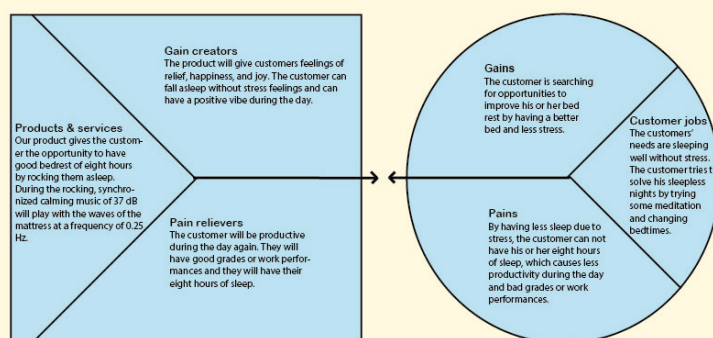 Gain creators
The product will give customers feelings of
relief, happiness, and joy. The customer can
fall asleep without stress feelings and can
have a positive vibe during the day.
Products & services
Our product gives the custom-
er the opportunity to have
good bedrest of eight hours
by rocking them asleep.
During the rocking, synchro-
nized calming music of 37 dB
will play with the waves of the
mattress at a frequency of 0.25
Hz.
Pain relievers
The customer will be productive
during the day again. They will
have good grades or work perfor-
mances and they will have their
eight hours of sleep.
Gains
The customer is searching
for opportunities to
improve his or her bed
rest by having a better
bed and less stress.
Customer jobs
The customers'
needs are sleeping
well without stress.
The customer tries t
solve his sleepless
nights by trying
some meditation
and changing
bedtimes.
Pains
By having less sleep due to
stress, the customer can not
have his or her eight hours
of sleep, which causes less
productivity during the day
and bad grades or work
performances.